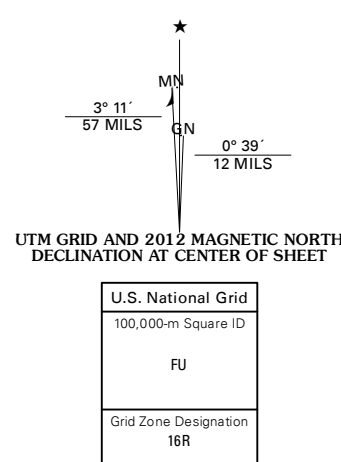 ★
MN
3° 11´
57 MILS
GN
0° 39´
12 MILS
UTM GRID AND 2012 MAGNETIC NORTH
DECLINATION AT CENTER OF SHEET
U.S. National Grid
100,000-m Square ID
FU
Grid Zone Designation
16R